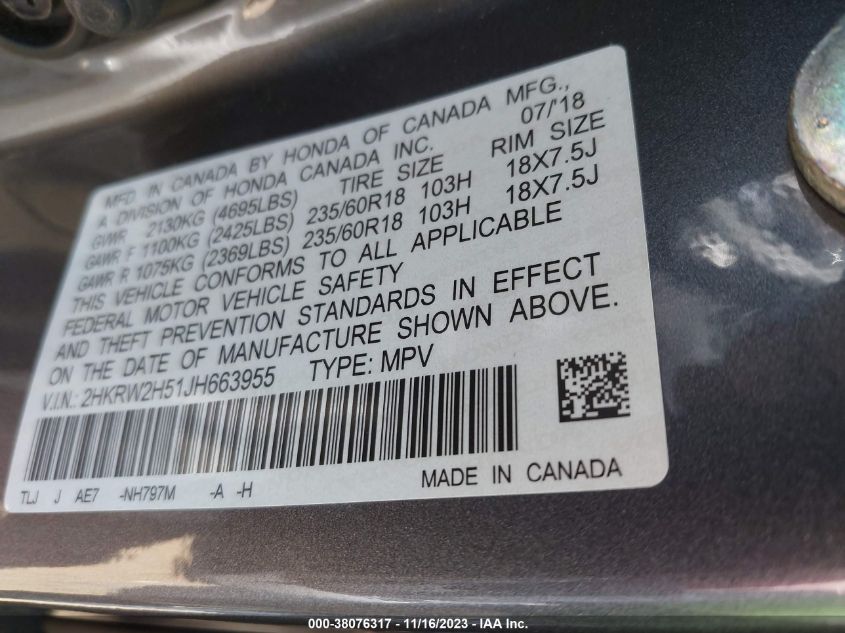 MFD. IN CANADA BY HONDA OF CANADA MFG.,
A DIVISION OF HONDA CANADA INC. 07/'18
GVWR 2130KG (4695LBS) TIRE SIZE RIM SIZE
GAWR F 1100KG (2425LBS) 235/60R18 103H 18X7.5J
GAWR R 1075KG (2369LBS) 235/60R18 103H 18X7.5J
THIS VEHICLE CONFORMS TO ALL APPLICABLE
FEDERAL MOTOR VEHICLE SAFETY
AND THEFT PREVENTION STANDARDS IN EFFECT
ON THE DATE OF MANUFACTURE SHOWN ABOVE.
V.I.N.: 2HKRW2H51JH663955 TYPE: MPV
TLJ J AE7 -NH797M -A -H MADE IN CANADA
000-38076317 - 11/16/2023 - IAA Inc.